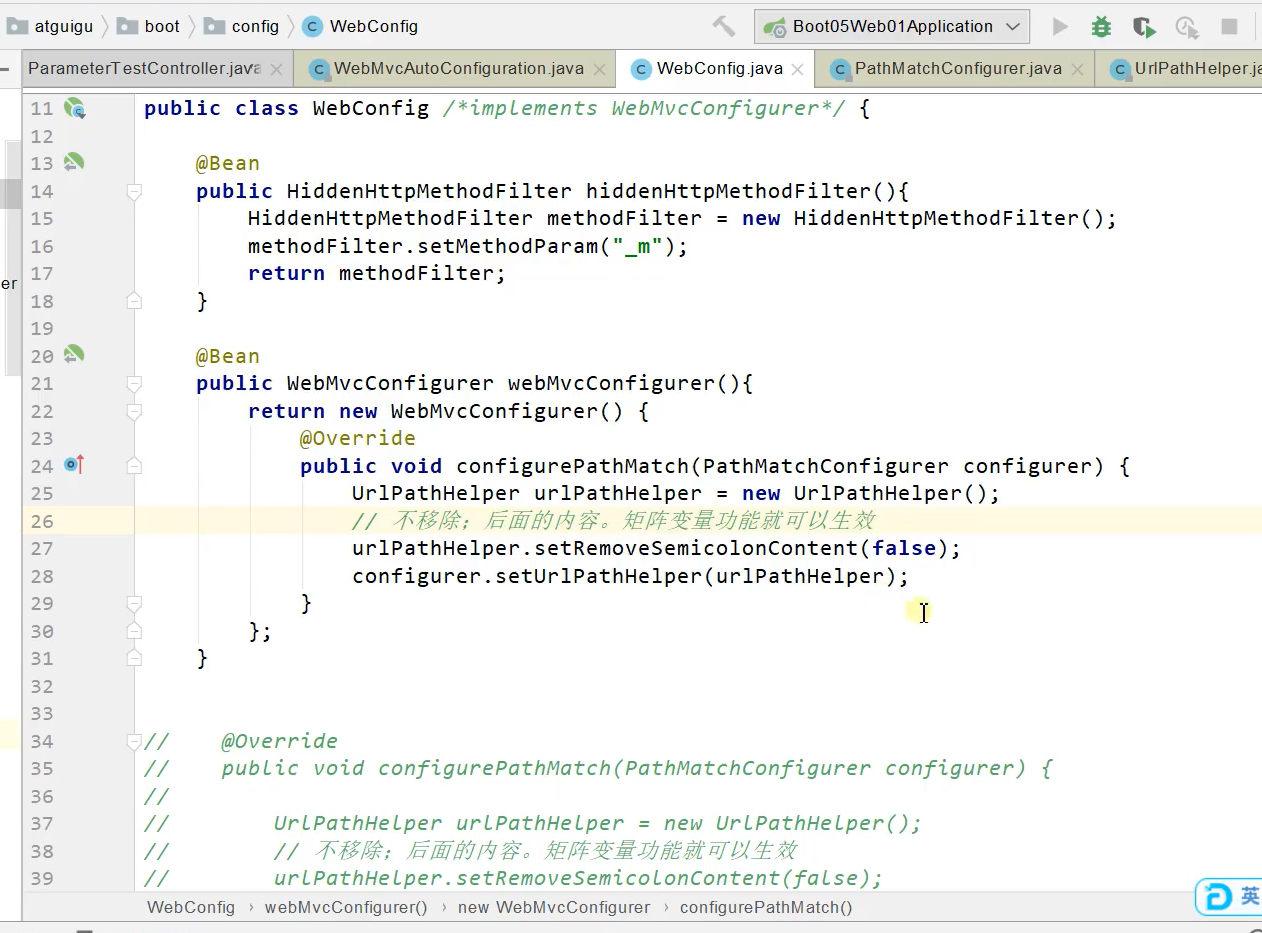 atguigu boot config WebConfig Boot05Web01Application
ParameterTestController.java WebMvcAutoConfiguration.java WebConfig.java PathMatchConfigurer.java UrlPathHelper.ja
11 public class WebConfig /*implements WebMvcConfigurer*/ {
12
13 @Bean
14 public HiddenHttpMethodFilter hiddenHttpMethodFilter(){
15 HiddenHttpMethodFilter methodFilter = new HiddenHttpMethodFilter();
16 methodFilter.setMethodParam("_m");
17 return methodFilter;
er
18 }
19
20 @Bean
21 public WebMvcConfigurer webMvcConfigurer(){
22 return new WebMvcConfigurer() {
23 @Override
24 public void configurePathMatch(PathMatchConfigurer configurer) {
25 UrlPathHelper urlPathHelper = new UrlPathHelper();
26 // 不移除；后面的内容。矩阵变量功能就可以生效
27 urlPathHelper.setRemoveSemicolonContent(false);
28 configurer.setUrlPathHelper(urlPathHelper);
29 }
30 };
31 }
32
33
34 // @Override
35 // public void configurePathMatch(PathMatchConfigurer configurer) {
36 //
37 // UrlPathHelper urlPathHelper = new UrlPathHelper();
38 // // 不移除；后面的内容。矩阵变量功能就可以生效
39 // urlPathHelper.setRemoveSemicolonContent(false);
英
WebConfig › webMvcConfigurer() › new WebMvcConfigurer › configurePathMatch()